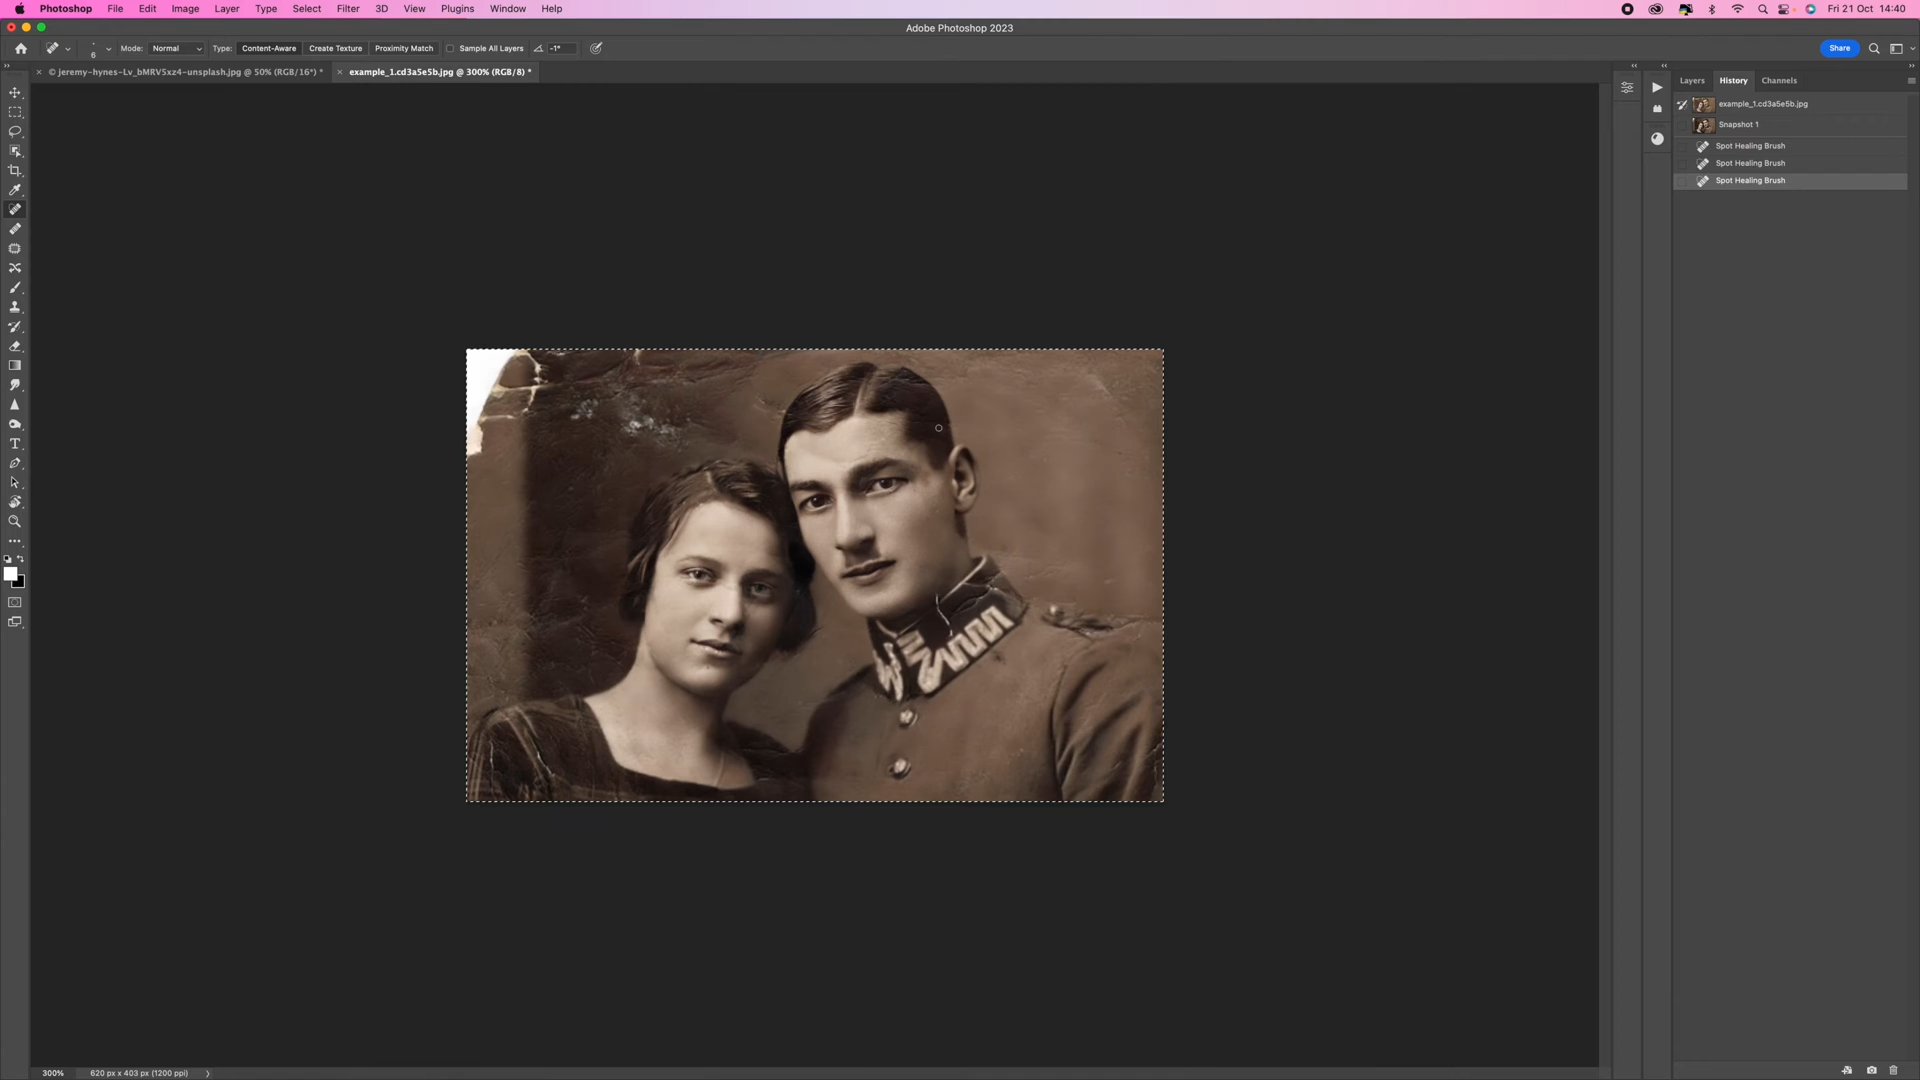 Photoshop File Edit Image Layer Type Select Filter 3D View Plugins Window Help Fri 21 Oct 14:40
Adobe Photoshop 2023
6 Mode: Normal Type: Content-Aware Create Texture Proximity Match Sample All Layers -1° Share
× © jeremy-hynes-Lv_bMRV5xz4-unsplash.jpg @ 50% (RGB/16*) * × example_1.cd3a5e5b.jpg @ 300% (RGB/8) *
Layers History Channels
example_1.cd3a5e5b.jpg
Snapshot 1
Spot Healing Brush
Spot Healing Brush
Spot Healing Brush
300% 620 px x 403 px (1200 ppi)